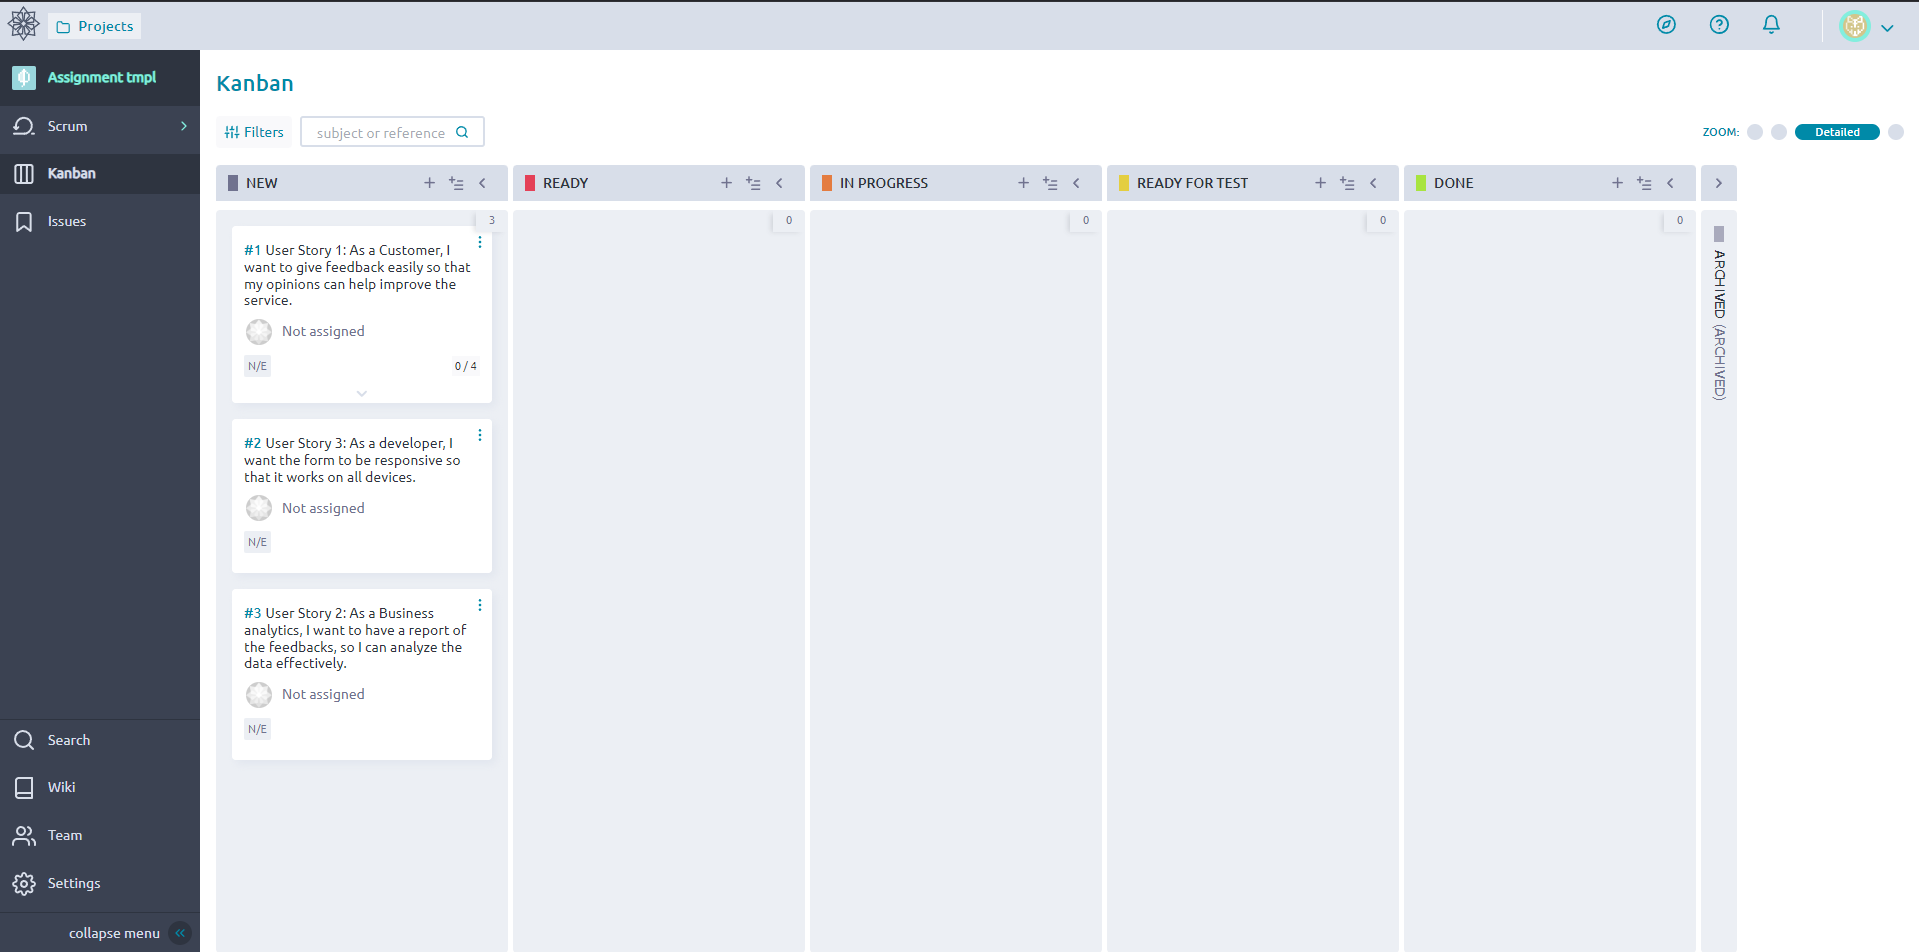 Projects
Assignment tmpl
Scrum
Kanban
Issues
Search
Wiki
Team
Settings
collapse menu
Kanban
Filters
subject or reference
ZOOM:
Detailed
NEW
READY
IN PROGRESS
READY FOR TEST
DONE
3
0
0
0
0
#1 User Story 1: As a Customer, I
want to give feedback easily so that
my opinions can help improve the
service.
Not assigned
N/E
0 / 4
#2 User Story 3: As a developer, I
want the form to be responsive so
that it works on all devices.
Not assigned
N/E
#3 User Story 2: As a Business
analytics, I want to have a report of
the feedbacks, so I can analyze the
data effectively.
Not assigned
N/E
ARCHIVED (ARCHIVED)